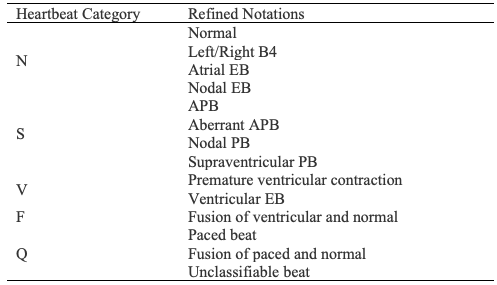 Heartbeat Category Refined Notations
Normal
Left/Right B4
N
Atrial EB
Nodal EB
APB
Aberrant APB
S
Nodal PB
Supraventricular PB
Premature ventricular contraction
V
Ventricular EB
F Fusion of ventricular and normal
Paced beat
Q Fusion of paced and normal
Unclassifiable beat